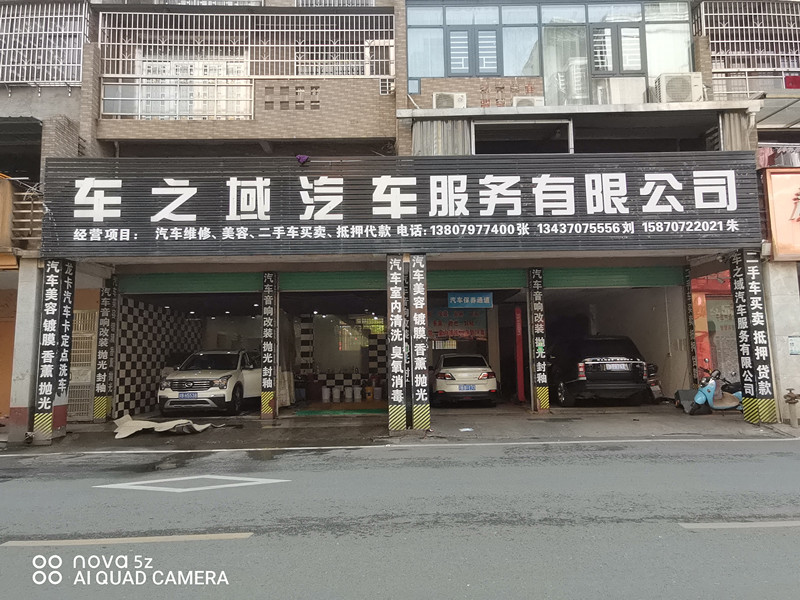 车之域汽车服务有限公司
经营项目： 汽车维修、美容、二手车买卖、抵押代款 电话：13807977400张 13437075556刘 15870722021朱
汽车美容 镀膜 香薰 抛光
龙卡汽车卡定点洗车
汽车音响改装 抛光 封釉
汽车音响改装 抛光 封釉
汽车室内清洗 臭氧消毒
汽车美容 镀膜 香薰 抛光
汽车保养通道
汽车音响改装 抛光 封釉
车之域汽车服务有限公司
二手车买卖 抵押 贷款
nova 5z
AI QUAD CAMERA